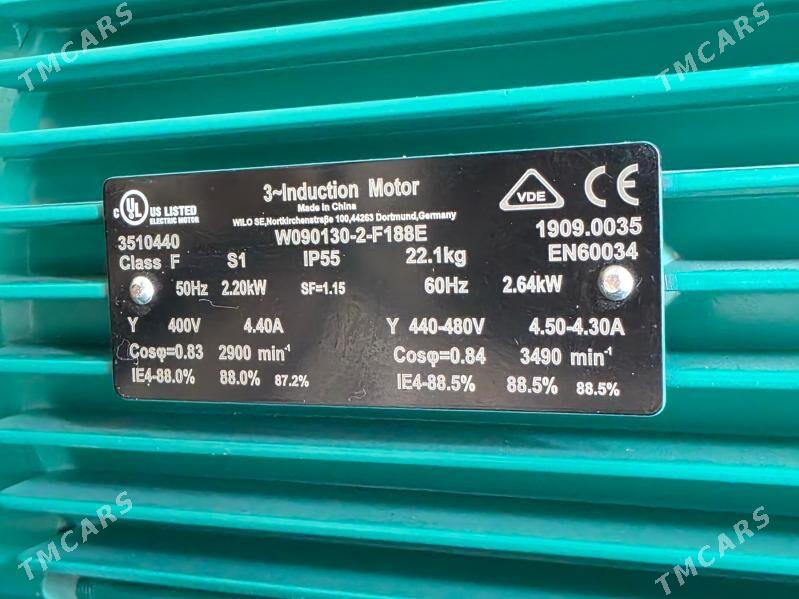 TMCARS
TMCARS
c UL US LISTED
ELECTRIC MOTOR
3~Induction Motor
Made In China
WILO SE,Nortkirchenstraße 100,44263 Dortmund,Germany
VDE
CE
3510440 W090130-2-F188E 1909.0035
Class F S1 IP55 22.1kg EN60034
50Hz 2.20kW SF=1.15 60Hz 2.64kW
Y 400V 4.40A Y 440-480V 4.50-4.30A
Cosφ=0.83 2900 min⁻¹ Cosφ=0.84 3490 min⁻¹
IE4-88.0% 88.0% 87.2% IE4-88.5% 88.5% 88.5%
TMCARS
TMCARS